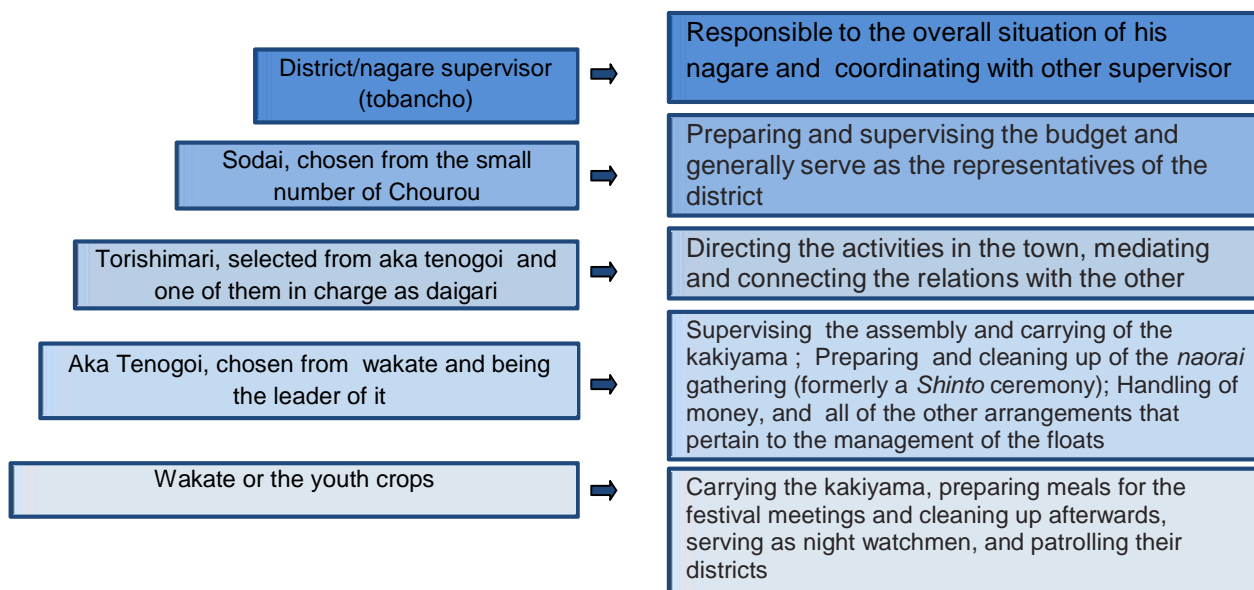 District/nagare supervisor
(tobancho)
Responsible to the overall situation of his
nagare and coordinating with other supervisor
Sodai, chosen from the small
number of Chourou
Preparing and supervising the budget and
generally serve as the representatives of the
district
Torishimari, selected from aka tenogoi and
one of them in charge as daigari
Directing the activities in the town, mediating
and connecting the relations with the other
Aka Tenogoi, chosen from wakate and being
the leader of it
Supervising the assembly and carrying of the
kakiyama ; Preparing and cleaning up of the naorai
gathering (formerly a Shinto ceremony); Handling of
money, and all of the other arrangements that
pertain to the management of the floats
Wakate or the youth crops
Carrying the kakiyama, preparing meals for the
festival meetings and cleaning up afterwards,
serving as night watchmen, and patrolling their
districts